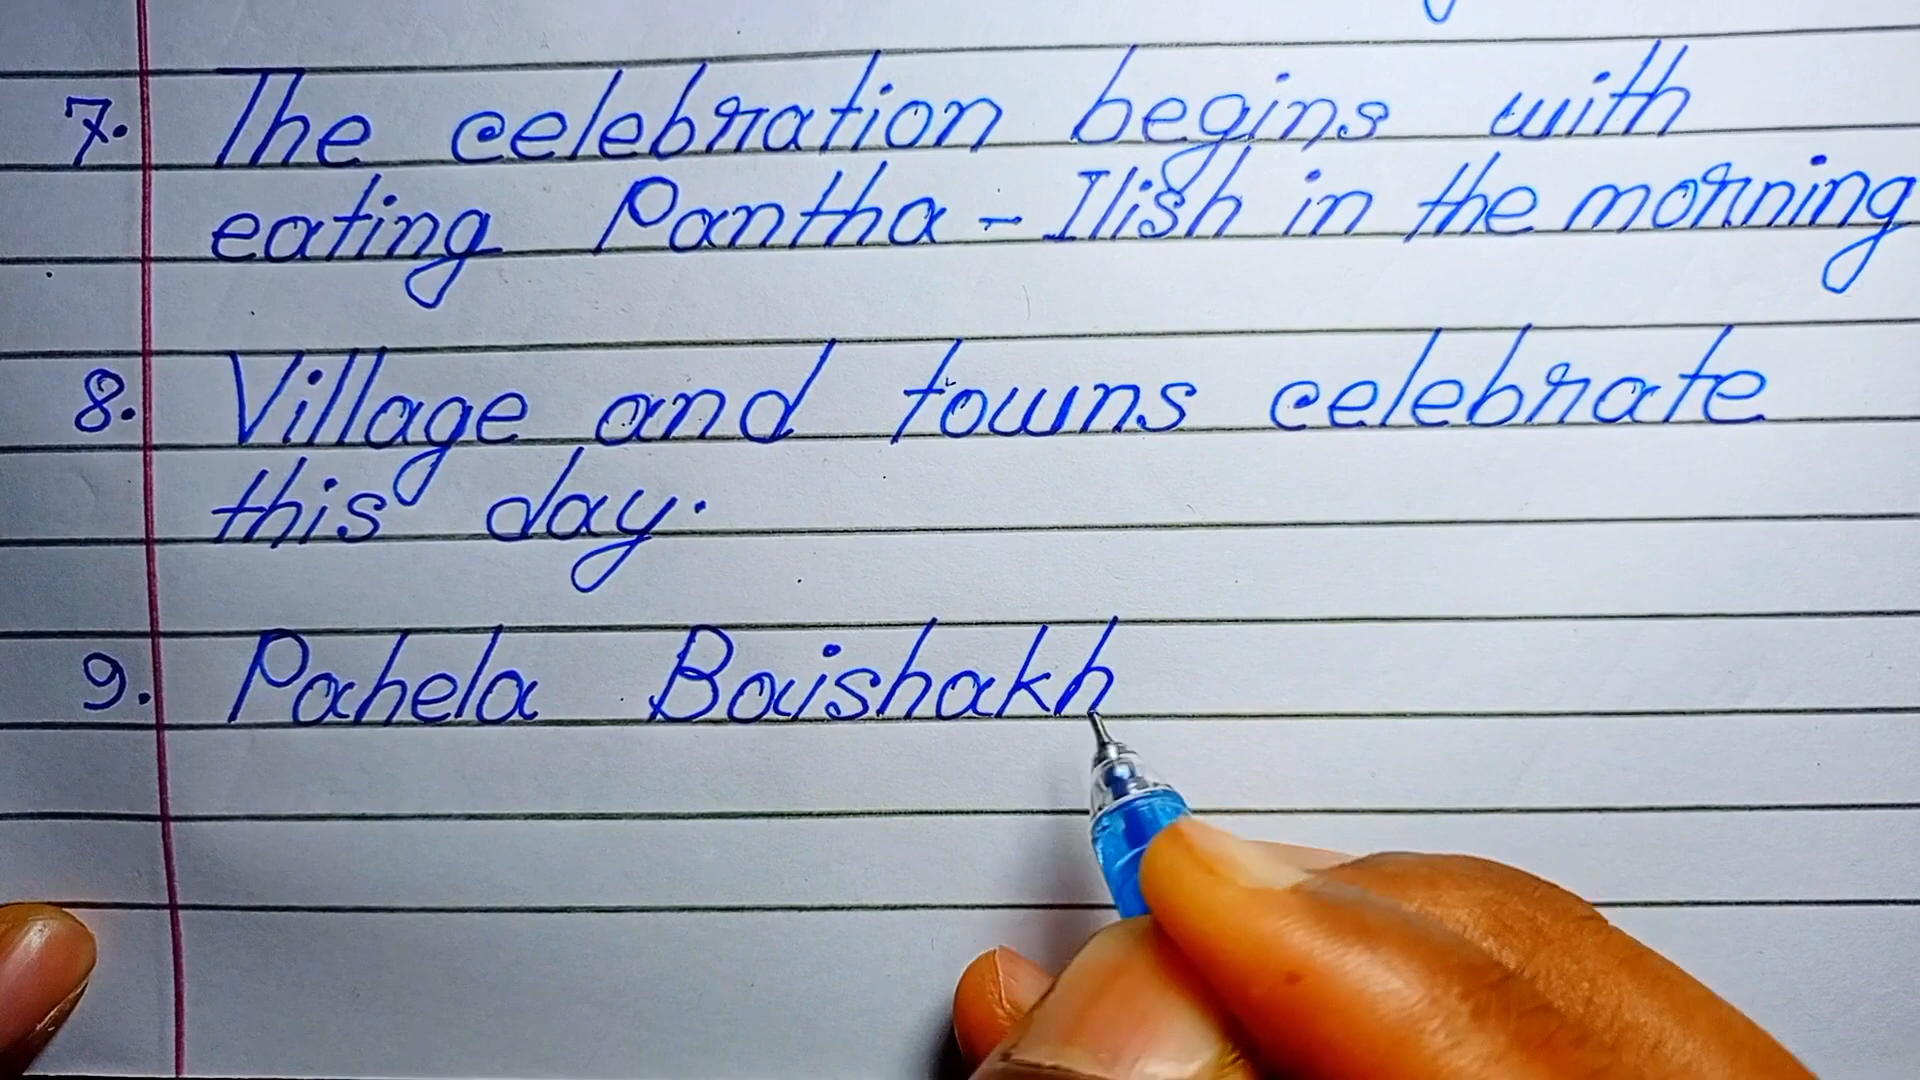 7. The celebration begins with
eating Pantha - Ilish in the morning
8. Village and towns celebrate
this day.
9. Pahela Baishakh